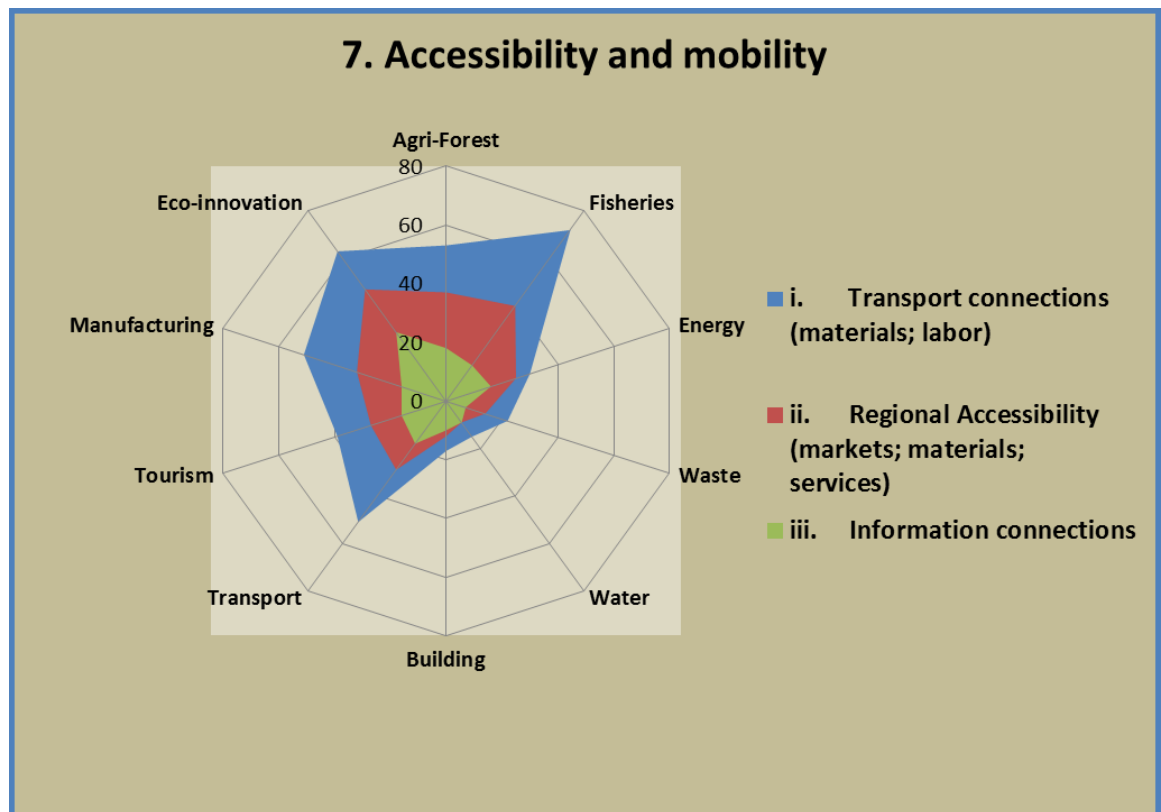 7. Accessibility and mobility
Agri-Forest
80
Eco-innovation
Fisheries
60
40
Manufacturing
Energy
20
0
Tourism
Waste
Transport
Water
Building
i. Transport connections
(materials; labor)
ii. Regional Accessibility
(markets; materials;
services)
iii. Information connections